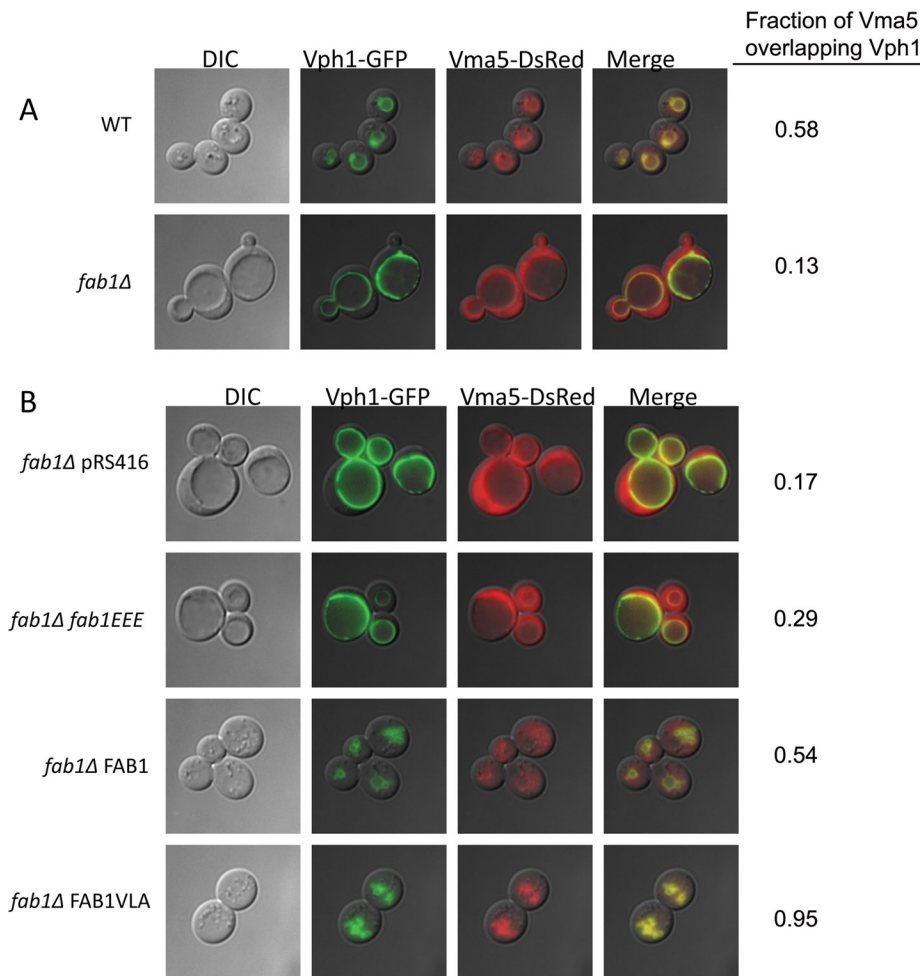 Fraction of Vma5
overlapping Vph1
DIC Vph1-GFP Vma5-DsRed Merge
A
WT
0.58
fab1Δ
0.13
B
DIC Vph1-GFP Vma5-DsRed Merge
fab1Δ pRS416
0.17
fab1Δ fab1EEE
0.29
fab1Δ FAB1
0.54
fab1Δ FAB1VLA
0.95